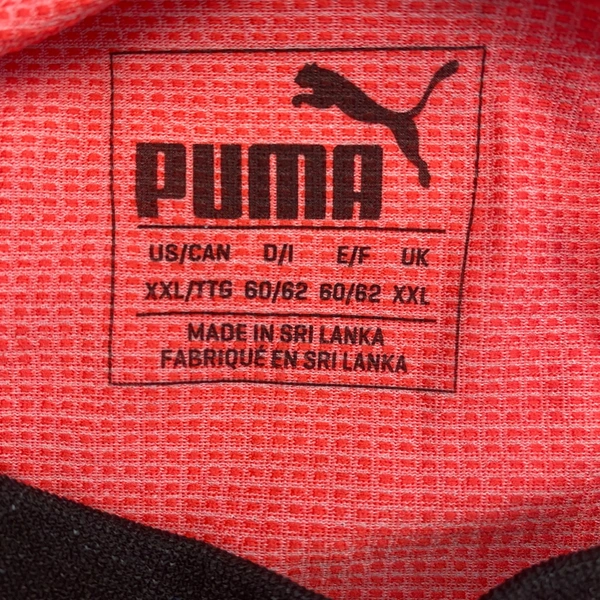 PUMA
US/CAN D/I E/F UK
XXL/TTG 60/62 60/62 XXL
MADE IN SRI LANKA
FABRIQUÉ EN SRI LANKA